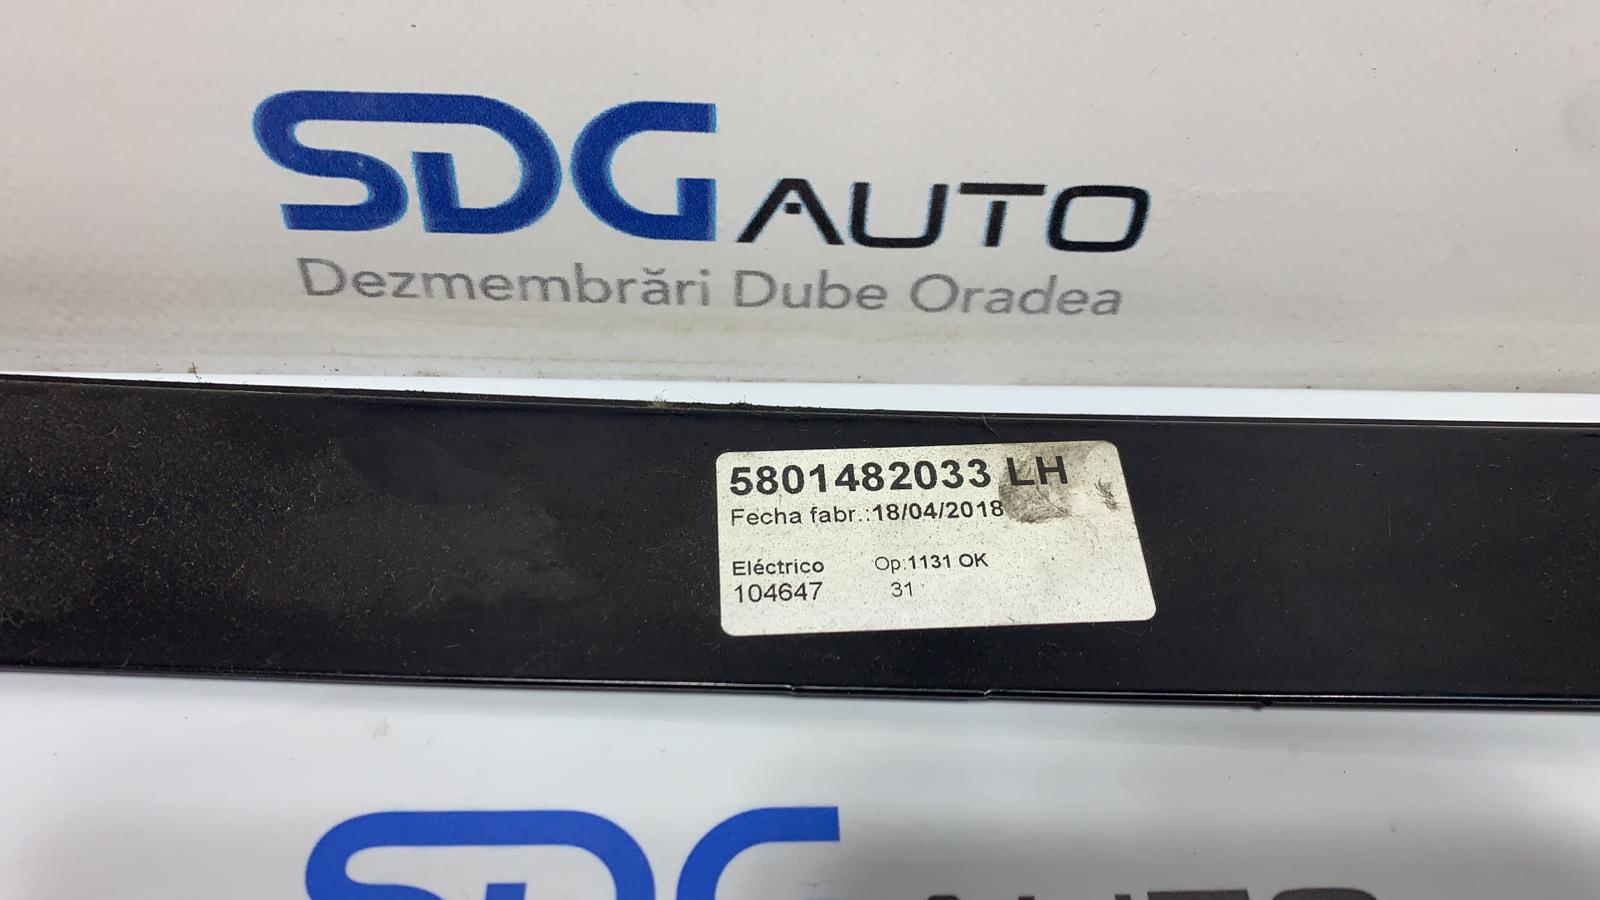 SDG AUTO
Dezmembrări Dube Oradea
5801482033 LH
Fecha fabr.:18/04/2018
Eléctrico Op:1131 OK
104647 31
SDG AUTO